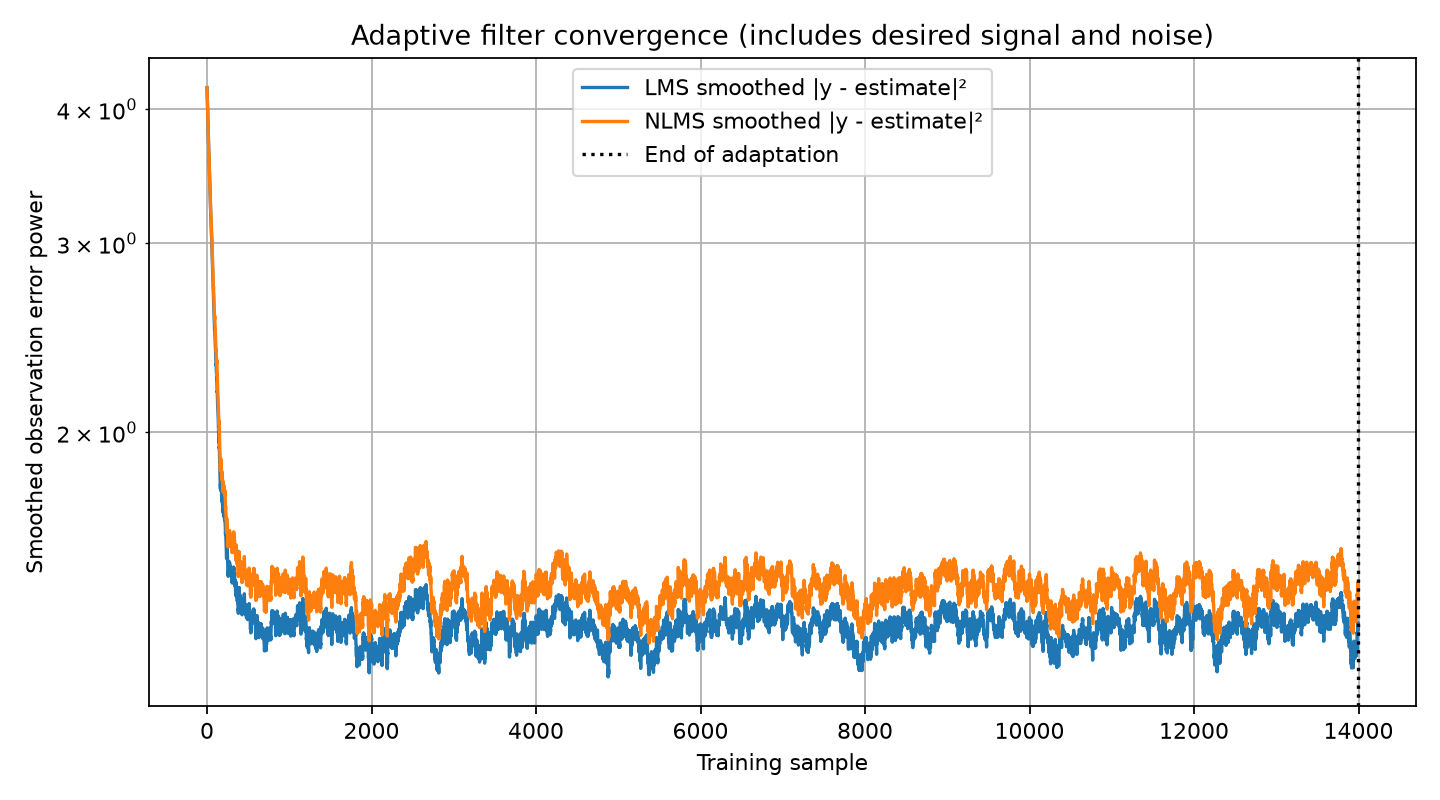 Adaptive filter convergence (includes desired signal and noise)
LMS smoothed |y - estimate|²
NLMS smoothed |y - estimate|²
End of adaptation
Smoothed observation error power
4 × 10⁰
3 × 10⁰
2 × 10⁰
0 2000 4000 6000 8000 10000 12000 14000
Training sample